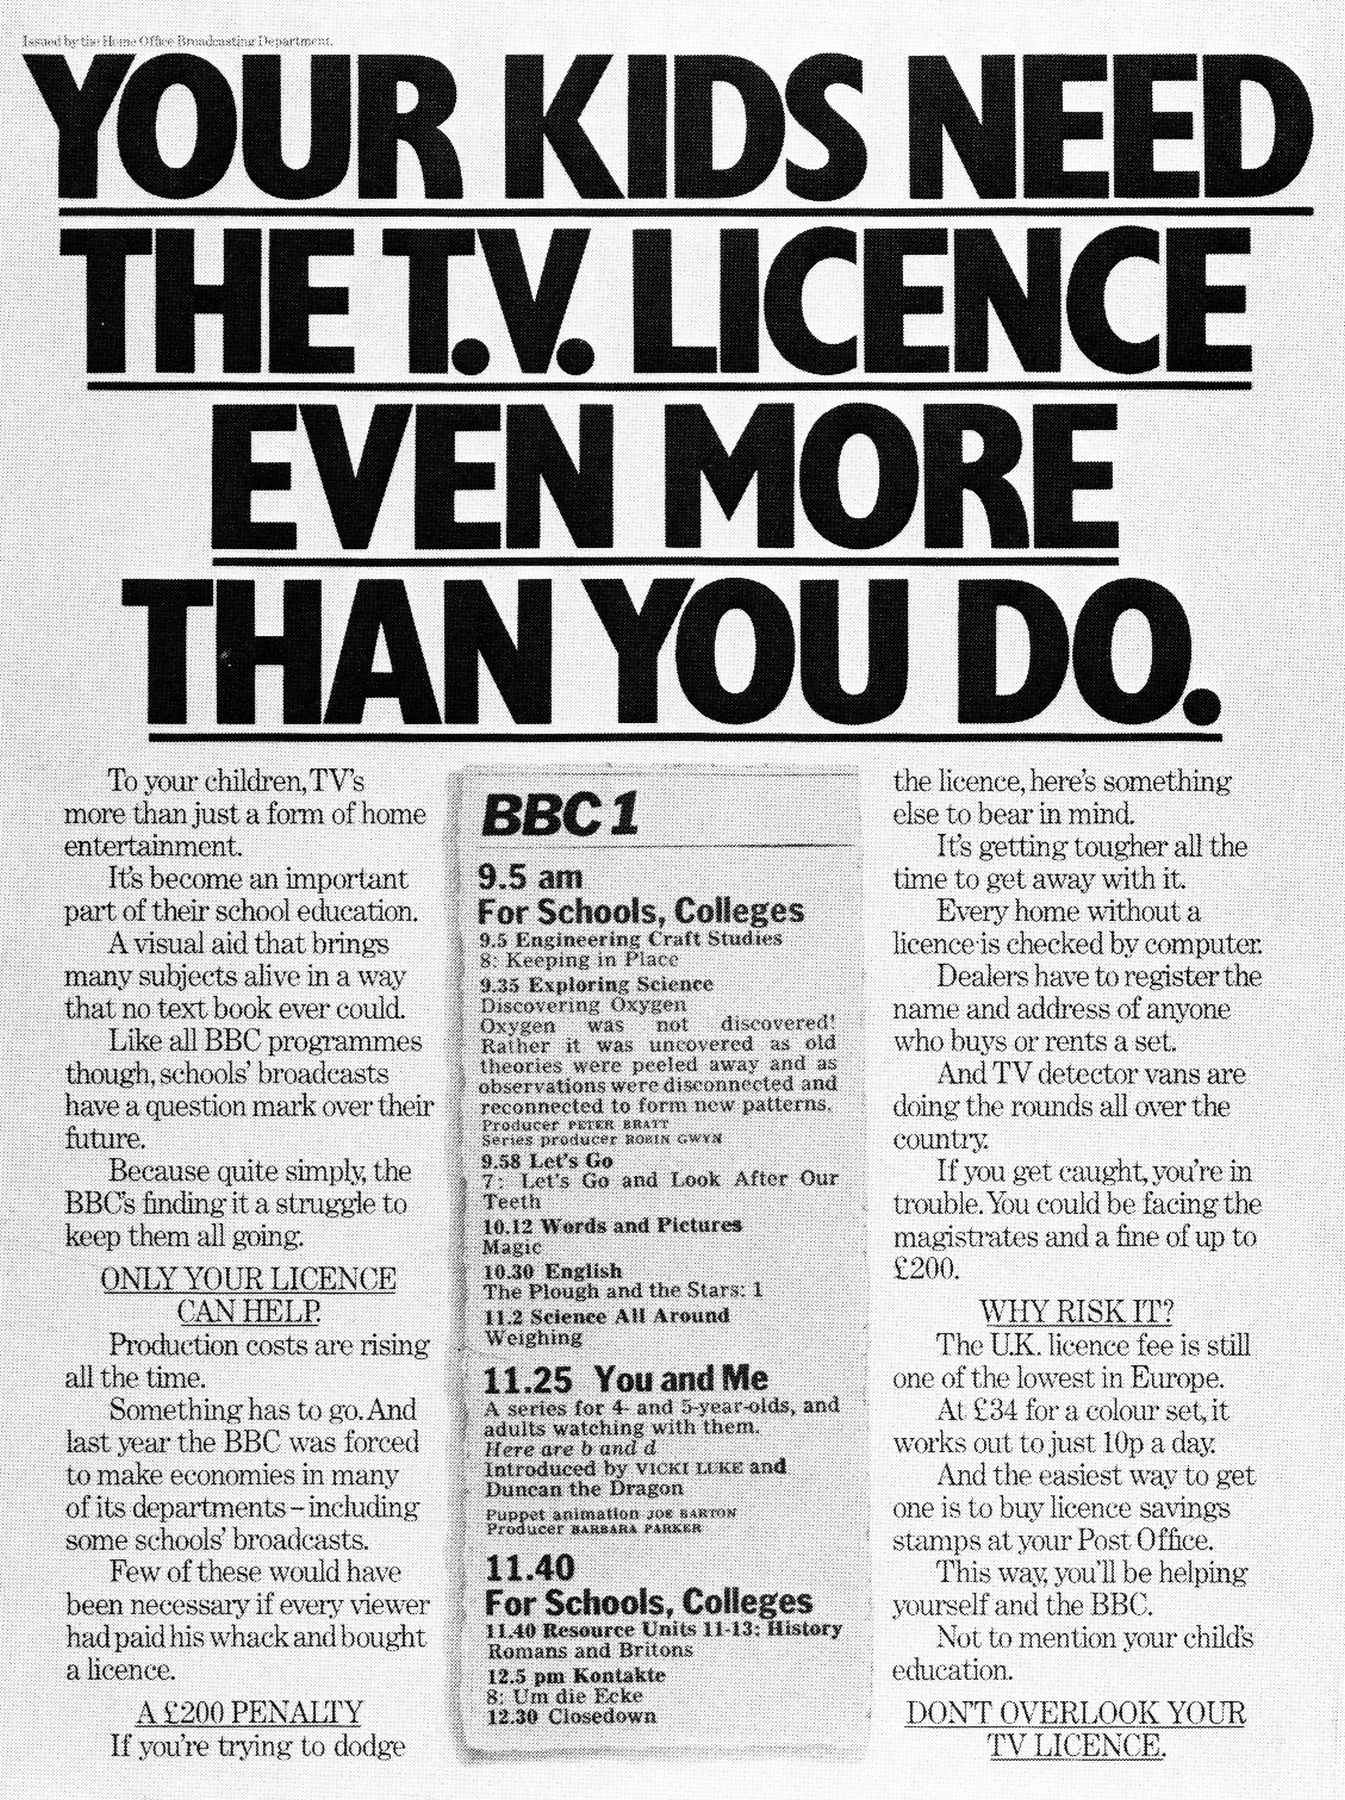 Issued by the Home Office Broadcasting Department.
YOUR KIDS NEED
THE T.V. LICENCE
EVEN MORE
THAN YOU DO.
To your children, TV's
more than just a form of home
entertainment.
It's become an important
part of their school education.
A visual aid that brings
many subjects alive in a way
that no text book ever could.
Like all BBC programmes
though, schools' broadcasts
have a question mark over their
future.
Because quite simply, the
BBC's finding it a struggle to
keep them all going.
ONLY YOUR LICENCE
CAN HELP.
Production costs are rising
all the time.
Something has to go. And
last year the BBC was forced
to make economies in many
of its departments – including
some schools' broadcasts.
Few of these would have
been necessary if every viewer
had paid his whack and bought
a licence.
A £200 PENALTY
If you're trying to dodge
BBC 1
9.5 am
For Schools, Colleges
9.5 Engineering Craft Studies
8: Keeping in Place
9.35 Exploring Science
Discovering Oxygen
Oxygen was not discovered!
Rather it was uncovered as old
theories were peeled away and as
observations were disconnected and
reconnected to form new patterns.
Producer PETER BRATT
Series producer ROBIN GWYN
9.58 Let's Go
7: Let's Go and Look After Our
Teeth
10.12 Words and Pictures
Magic
10.30 English
The Plough and the Stars: 1
11.2 Science All Around
Weighing
11.25 You and Me
A series for 4- and 5-year-olds, and
adults watching with them.
Here are b and d
Introduced by VICKI LUKE and
Duncan the Dragon
Puppet animation JOE BARTON
Producer BARBARA PARKER
11.40
For Schools, Colleges
11.40 Resource Units 11-13: History
Romans and Britons
12.5 pm Kontakte
8: Um die Ecke
12.30 Closedown
the licence, here's something
else to bear in mind.
It's getting tougher all the
time to get away with it.
Every home without a
licence is checked by computer.
Dealers have to register the
name and address of anyone
who buys or rents a set.
And TV detector vans are
doing the rounds all over the
country.
If you get caught, you're in
trouble. You could be facing the
magistrates and a fine of up to
£200.
WHY RISK IT?
The U.K. licence fee is still
one of the lowest in Europe.
At £34 for a colour set, it
works out to just 10p a day.
And the easiest way to get
one is to buy licence savings
stamps at your Post Office.
This way, you'll be helping
yourself and the BBC.
Not to mention your child's
education.
DON'T OVERLOOK YOUR
TV LICENCE.